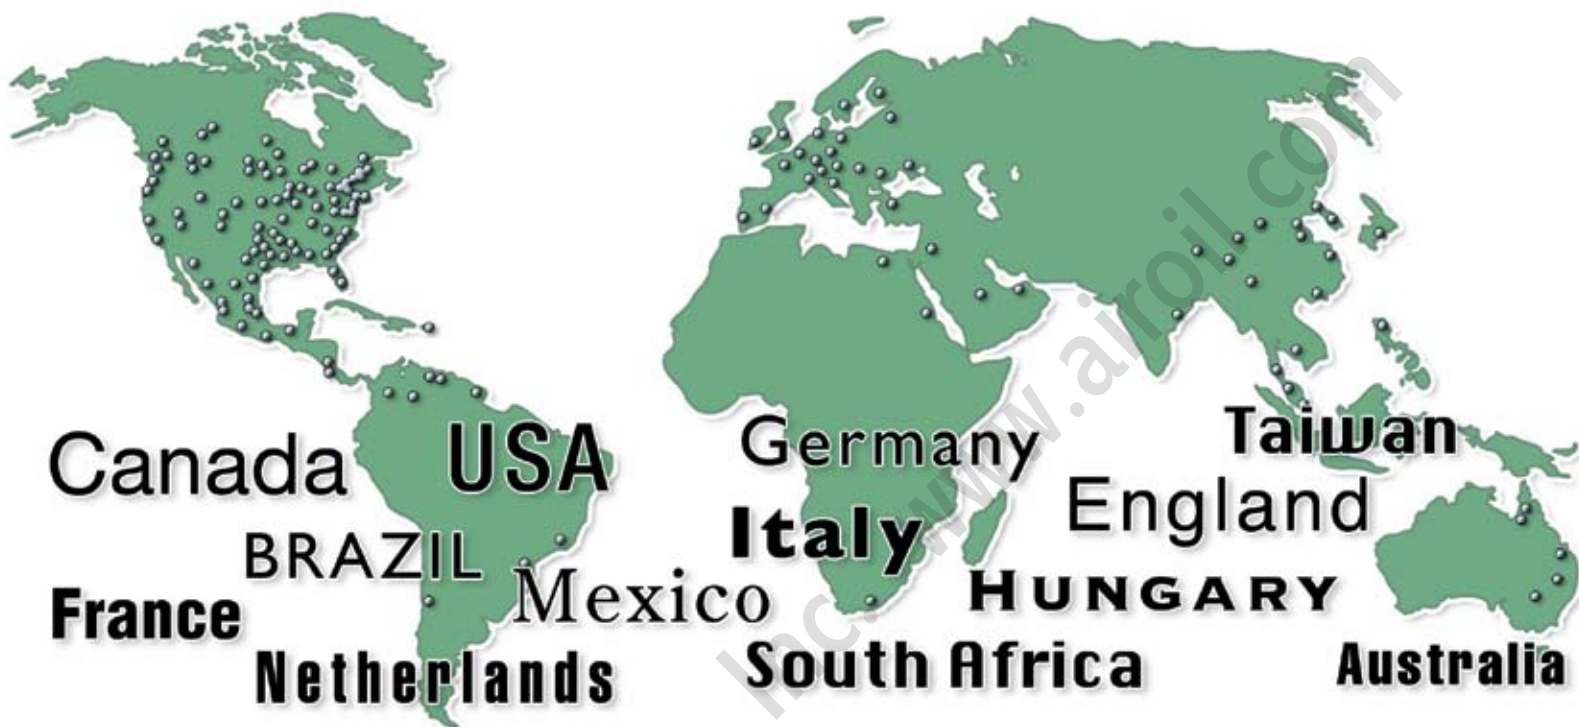 Canada
USA
Germany
Taiwan
England
Italy
BRAZIL
Mexico
HUNGARY
France
Netherlands
South Africa
Australia
Inc. www.airoil.com